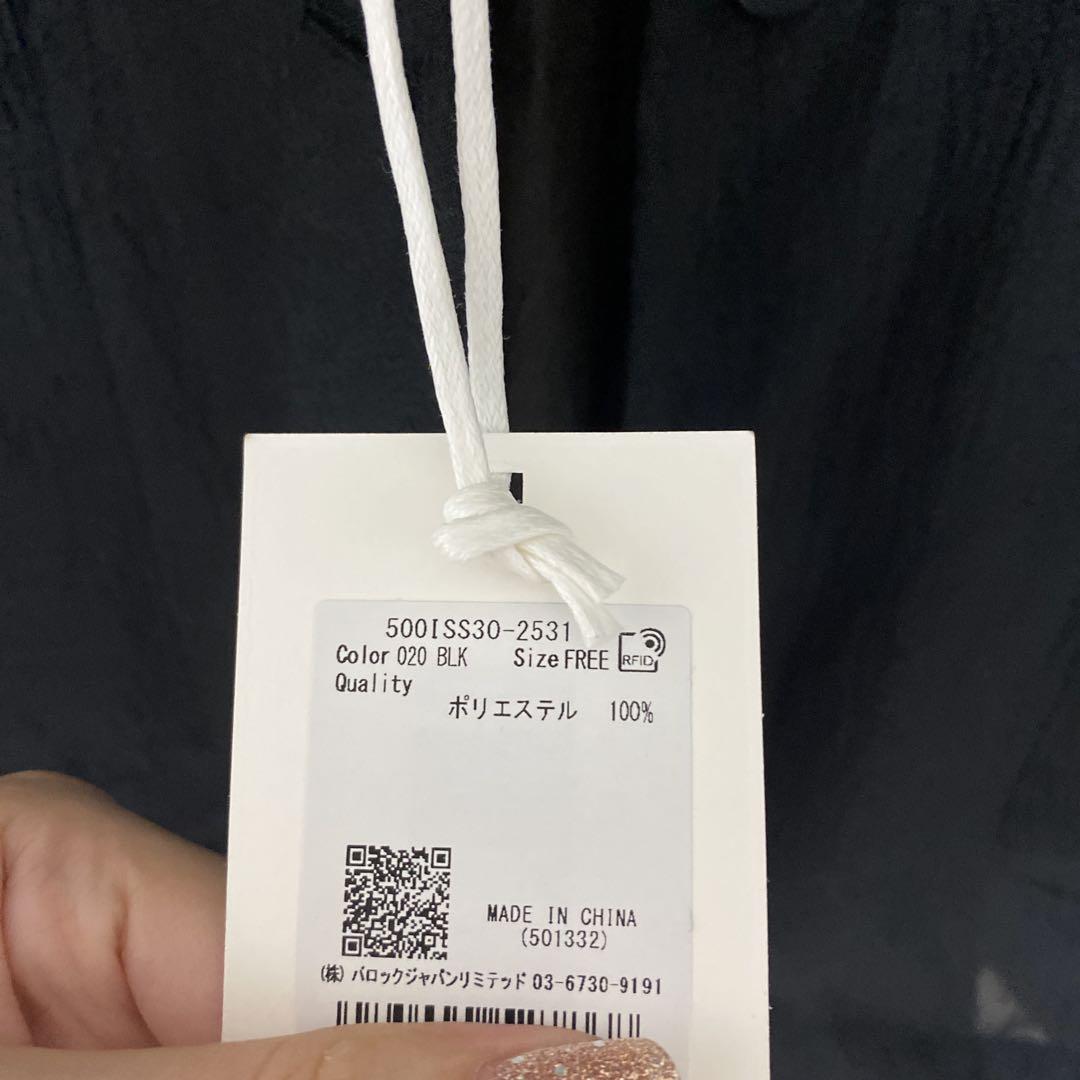 500ISS30-2531
Color 020 BLK Size FREE RFID
Quality
ポリエステル 100%
MADE IN CHINA
(501332)
(株) バロックジャパンリミテッド 03-6730-9191